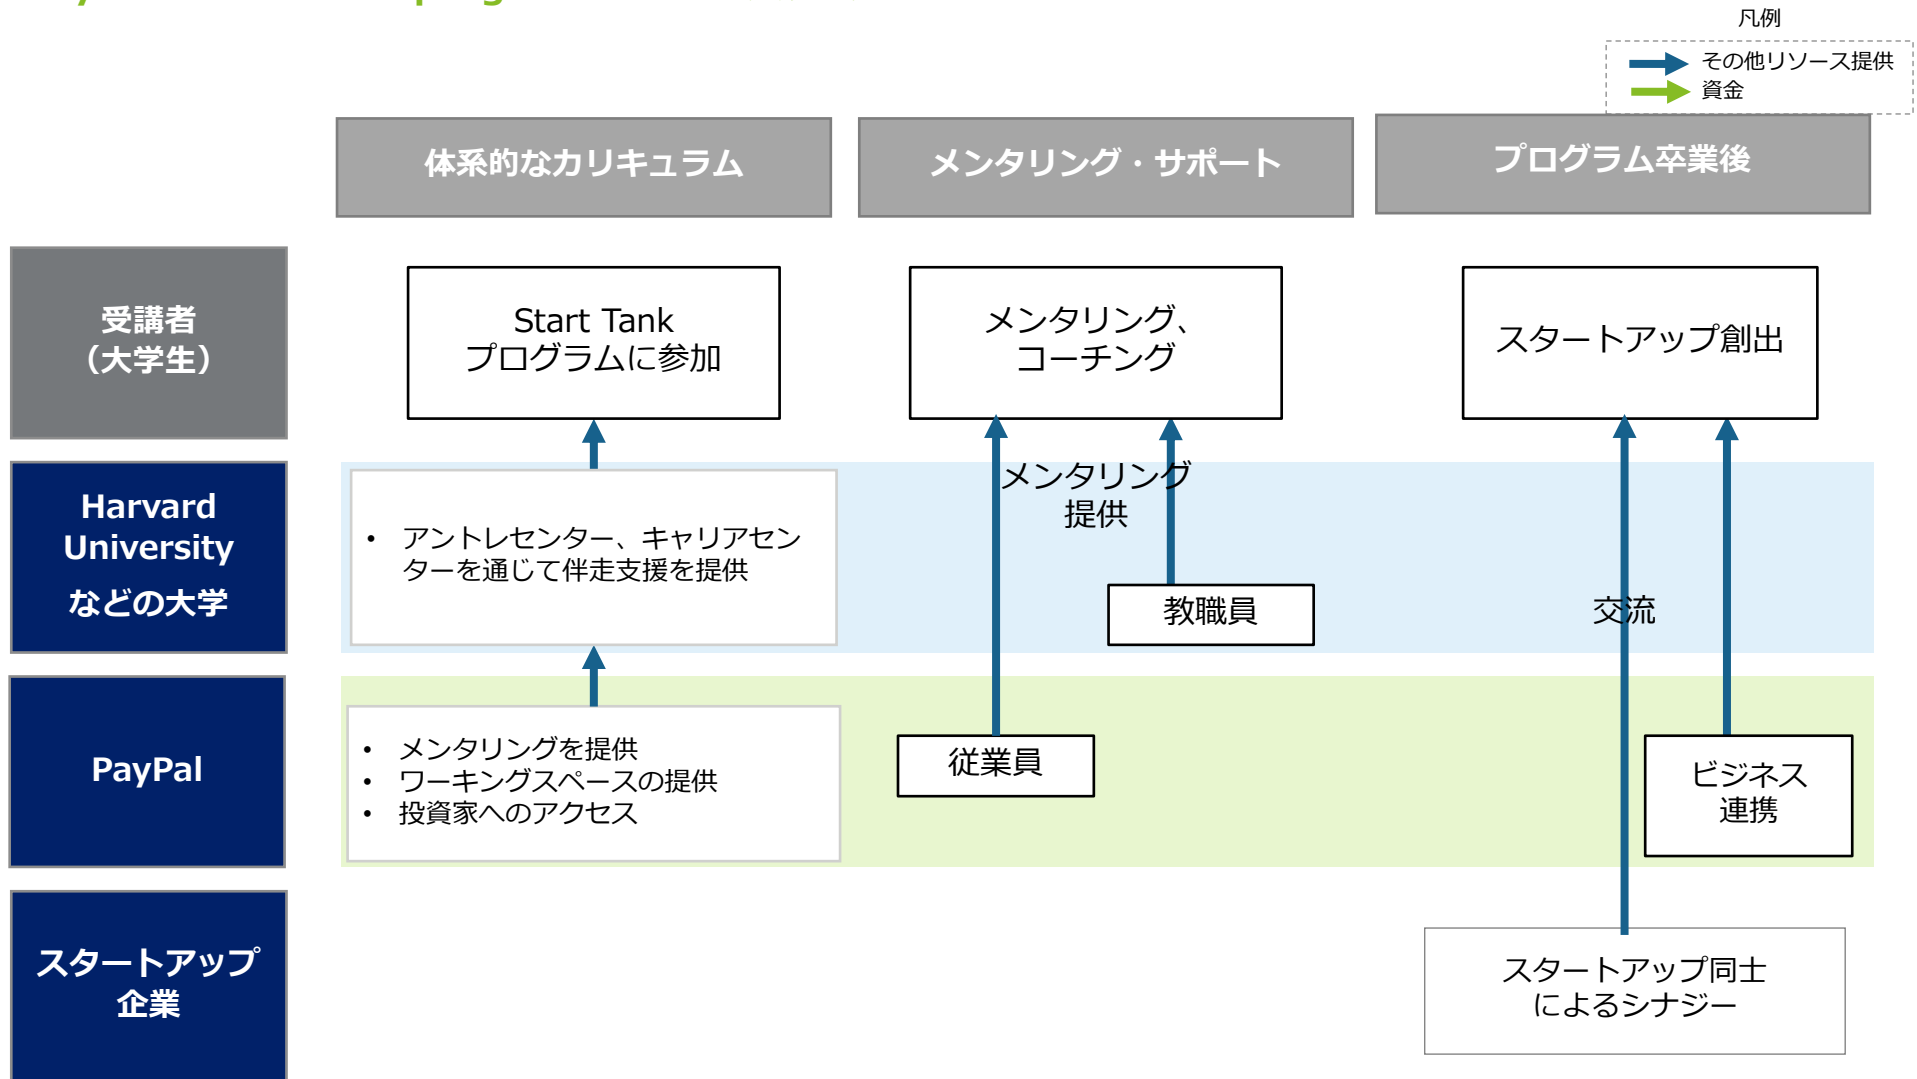 凡例
その他リソース提供
資金
体系的なカリキュラム
メンタリング・サポート
プログラム卒業後
受講者
（大学生）
Start Tank
プログラムに参加
メンタリング、
コーチング
スタートアップ創出
Harvard
University
などの大学
• アントレセンター、キャリアセン
ターを通じて伴走支援を提供
メンタリング
提供
教職員
交流
PayPal
• メンタリングを提供
• ワーキングスペースの提供
• 投資家へのアクセス
従業員
ビジネス
連携
スタートアップ
企業
スタートアップ同士
によるシナジー